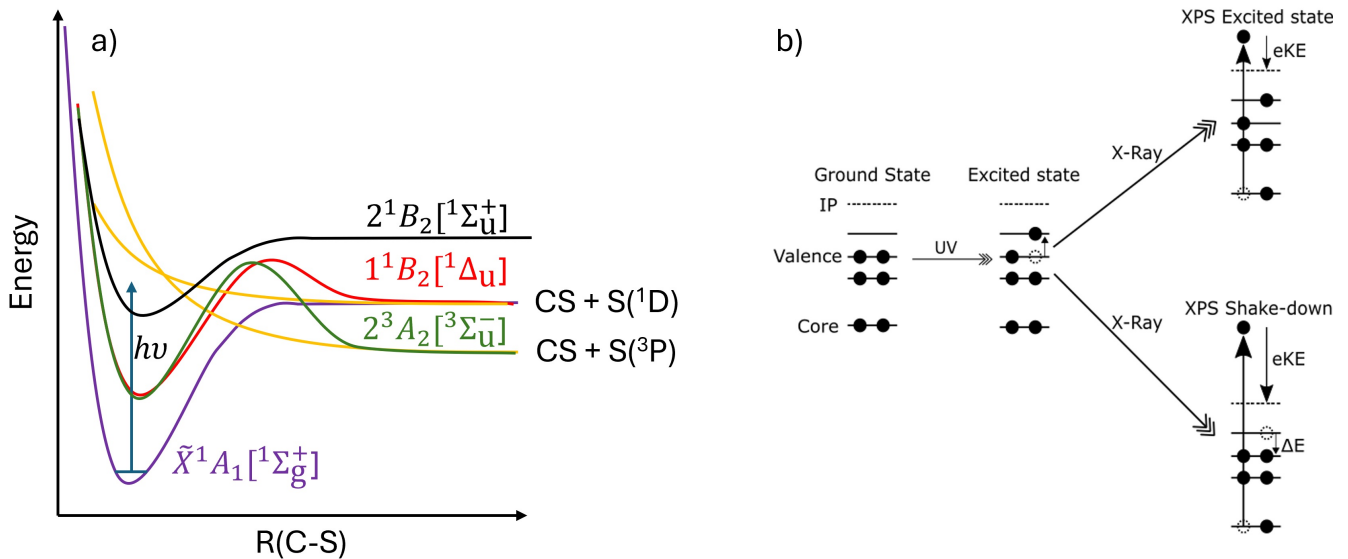 a)
Energy
2¹B₂[¹Σᵤ⁺]
1¹B₂[¹Δᵤ]
CS + S(¹D)
2³A₂[³Σᵤ⁻]
CS + S(³P)
hυ
X̃¹A₁[¹Σg⁺]
R(C-S)
b)
XPS Excited state
eKE
X-Ray
Ground State
Excited state
IP
UV
Valence
Core
X-Ray
XPS Shake-down
eKE
ΔE